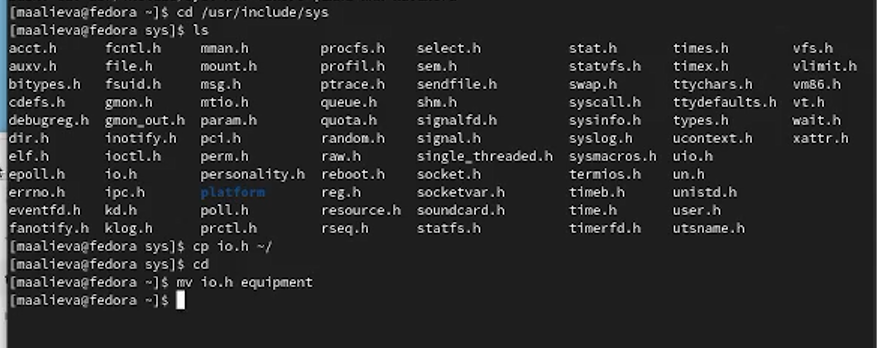 [maalieva@fedora ~]$ cd /usr/include/sys
[maalieva@fedora sys]$ ls
acct.h fcntl.h mman.h procfs.h select.h stat.h times.h vfs.h
auxv.h file.h mount.h profil.h sem.h statvfs.h timex.h vlimit.h
bitypes.h fsuid.h msg.h ptrace.h sendfile.h swap.h ttychars.h vm86.h
cdefs.h gmon.h mtio.h queue.h shm.h syscall.h ttydefaults.h vt.h
debugreg.h gmon_out.h param.h quota.h signalfd.h sysinfo.h types.h wait.h
dir.h inotify.h pci.h random.h signal.h syslog.h ucontext.h xattr.h
elf.h ioctl.h perm.h raw.h single_threaded.h sysmacros.h uio.h
epoll.h io.h personality.h reboot.h socket.h termios.h un.h
errno.h ipc.h platform reg.h socketvar.h timeb.h unistd.h
eventfd.h kd.h poll.h resource.h soundcard.h time.h user.h
fanotify.h klog.h prctl.h rseq.h statfs.h timerfd.h utsname.h
[maalieva@fedora sys]$ cp io.h ~/
[maalieva@fedora sys]$ cd
[maalieva@fedora ~]$ mv io.h equipment
[maalieva@fedora ~]$